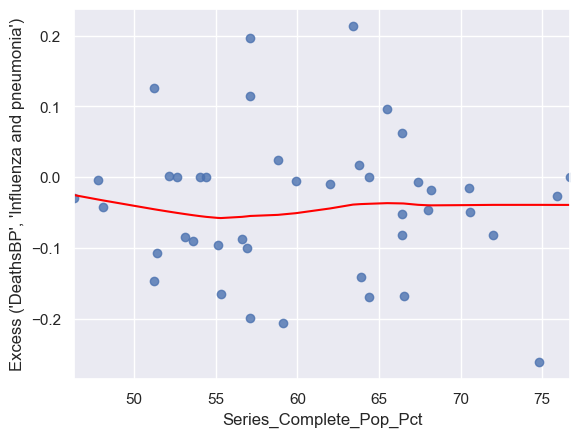 Excess ('DeathsBP', 'Influenza and pneumonia')
0.2
0.1
0.0
−0.1
−0.2
50 55 60 65 70 75
Series_Complete_Pop_Pct